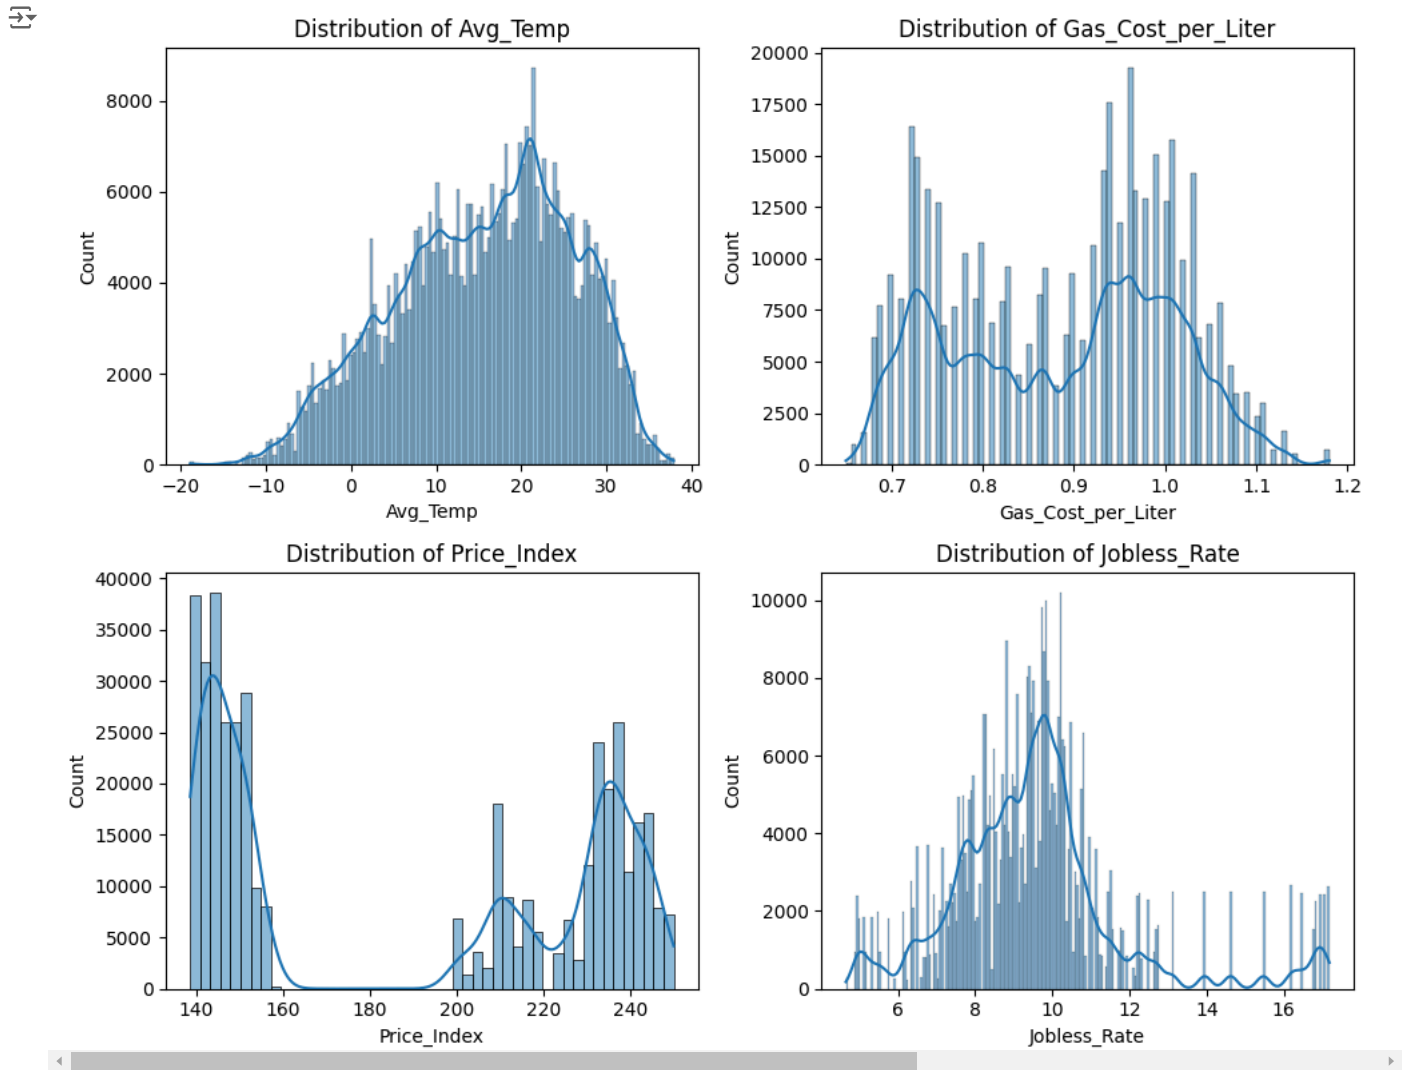 Distribution of Avg_Temp
Count
8000
6000
4000
2000
0
−20 −10 0 10 20 30 40
Avg_Temp
Distribution of Gas_Cost_per_Liter
Count
20000
17500
15000
12500
10000
7500
5000
2500
0
0.7 0.8 0.9 1.0 1.1 1.2
Gas_Cost_per_Liter
Distribution of Price_Index
Count
40000
35000
30000
25000
20000
15000
10000
5000
0
140 160 180 200 220 240
Price_Index
Distribution of Jobless_Rate
Count
10000
8000
6000
4000
2000
0
6 8 10 12 14 16
Jobless_Rate